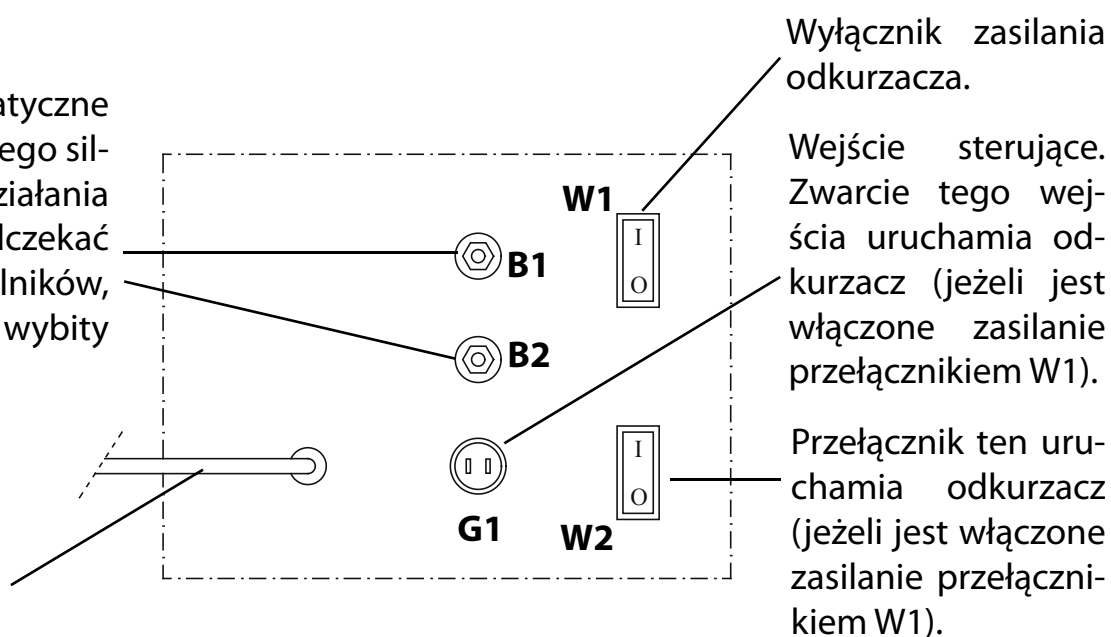 atyczne
ego sil-
ziałania
lczekać
lników,
wybity
W1
I
O
B1
B2
G1
W2
I
O
Wyłącznik zasilania
odkurzacza.
Wejście sterujące.
Zwarcie tego wej-
ścia uruchamia od-
kurzacz (jeżeli jest
włączone zasilanie
przełącznikiem W1).
Przełącznik ten uru-
chamia odkurzacz
(jeżeli jest włączone
zasilanie przełączni-
kiem W1).